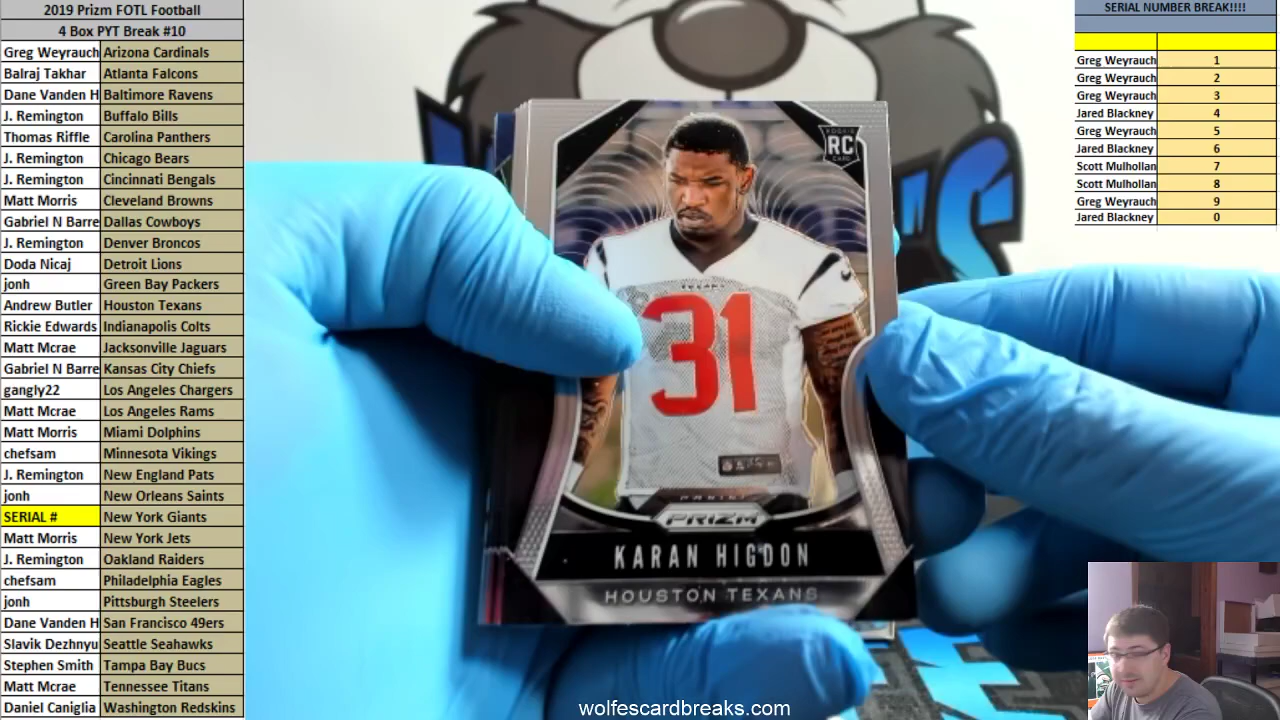 2019 Prizm FOTL Football
4 Box PYT Break #10
Greg Weyrauch Arizona Cardinals
Balraj Takhar Atlanta Falcons
Dane Vanden H Baltimore Ravens
J. Remington Buffalo Bills
Thomas Riffle Carolina Panthers
J. Remington Chicago Bears
J. Remington Cincinnati Bengals
Matt Morris Cleveland Browns
Gabriel N Barre Dallas Cowboys
J. Remington Denver Broncos
Doda Nicaj Detroit Lions
jonh Green Bay Packers
Andrew Butler Houston Texans
Rickie Edwards Indianapolis Colts
Matt Mcrae Jacksonville Jaguars
Gabriel N Barre Kansas City Chiefs
gangly22 Los Angeles Chargers
Matt Mcrae Los Angeles Rams
Matt Morris Miami Dolphins
chefsam Minnesota Vikings
J. Remington New England Pats
jonh New Orleans Saints
SERIAL # New York Giants
Matt Morris New York Jets
J. Remington Oakland Raiders
chefsam Philadelphia Eagles
jonh Pittsburgh Steelers
Dane Vanden H San Francisco 49ers
Slavik Dezhnyu Seattle Seahawks
Stephen Smith Tampa Bay Bucs
Matt Mcrae Tennessee Titans
Daniel Caniglia Washington Redskins
ROOKIE
RC
CARD
TEXANS
31
PANINI
PRIZM
KARAN HIGDON
HOUSTON TEXANS
wolfescardbreaks.com
SERIAL NUMBER BREAK!!!!
Greg Weyrauch 1
Greg Weyrauch 2
Greg Weyrauch 3
Jared Blackney 4
Greg Weyrauch 5
Jared Blackney 6
Scott Mulhollan 7
Scott Mulhollan 8
Greg Weyrauch 9
Jared Blackney 0